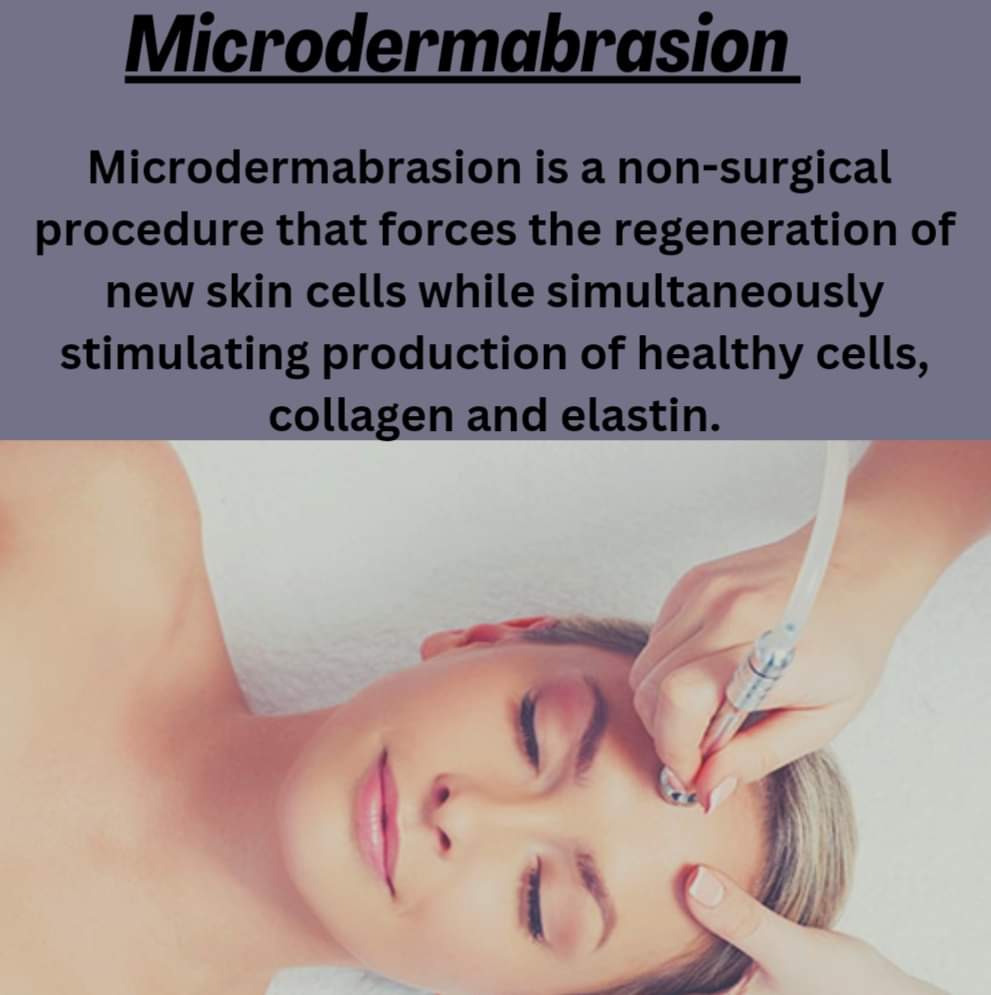 Microdermabrasion
Microdermabrasion is a non-surgical
procedure that forces the regeneration of
new skin cells while simultaneously
stimulating production of healthy cells,
collagen and elastin.